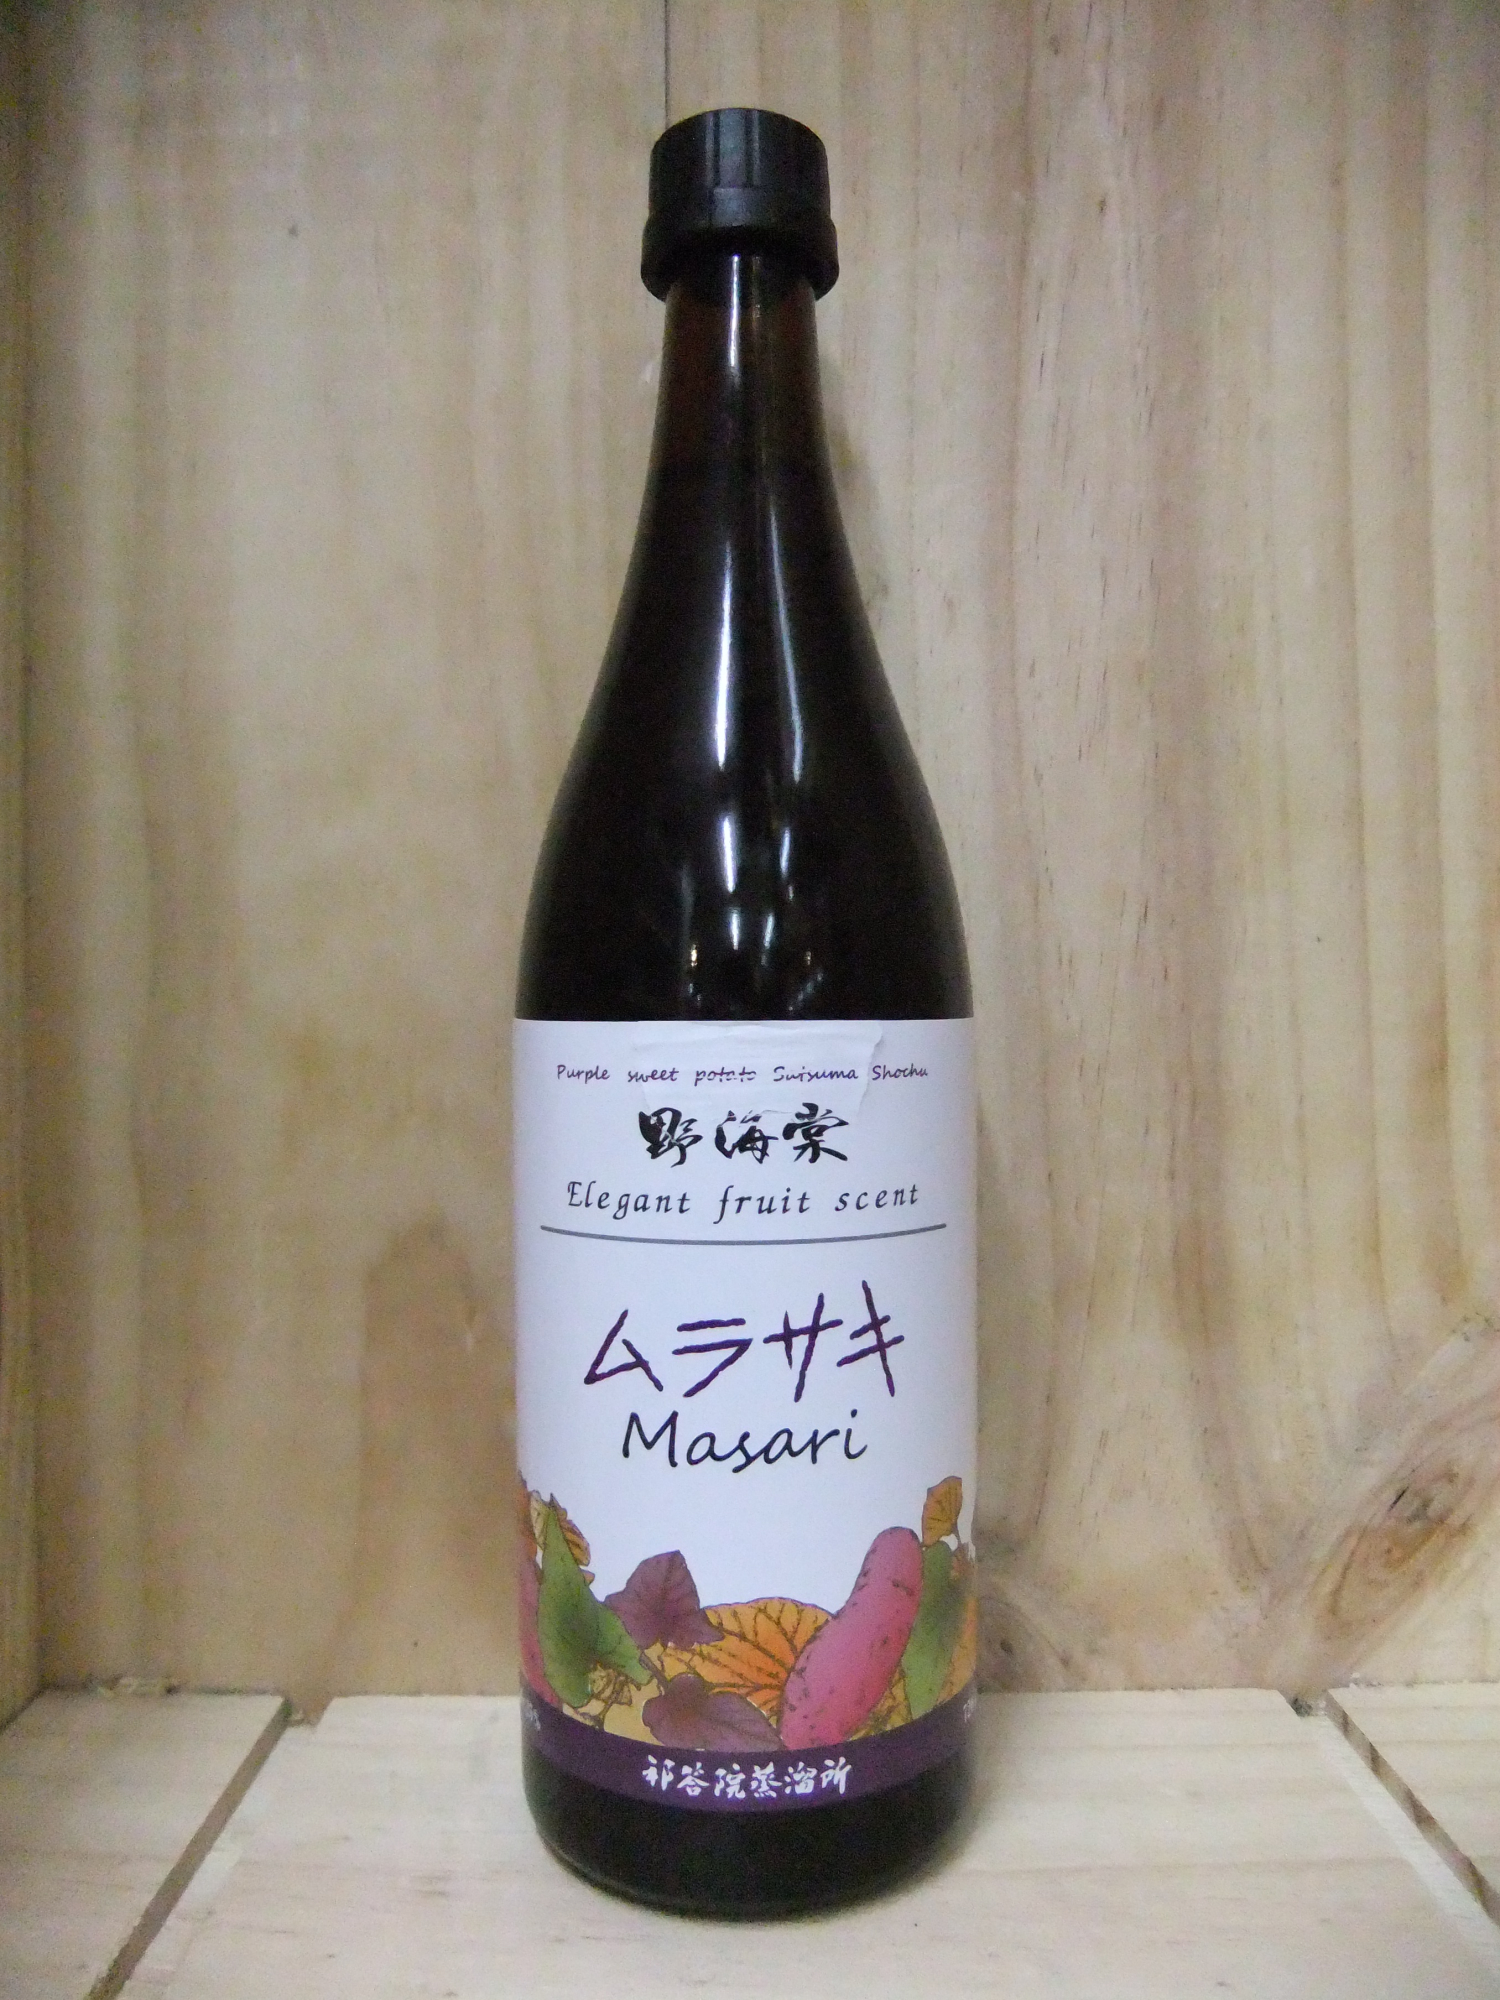 Purple sweet potato Satsuma Shochu
野海棠
Elegant fruit scent
ムラサキ
Masari
祁答院蒸溜所